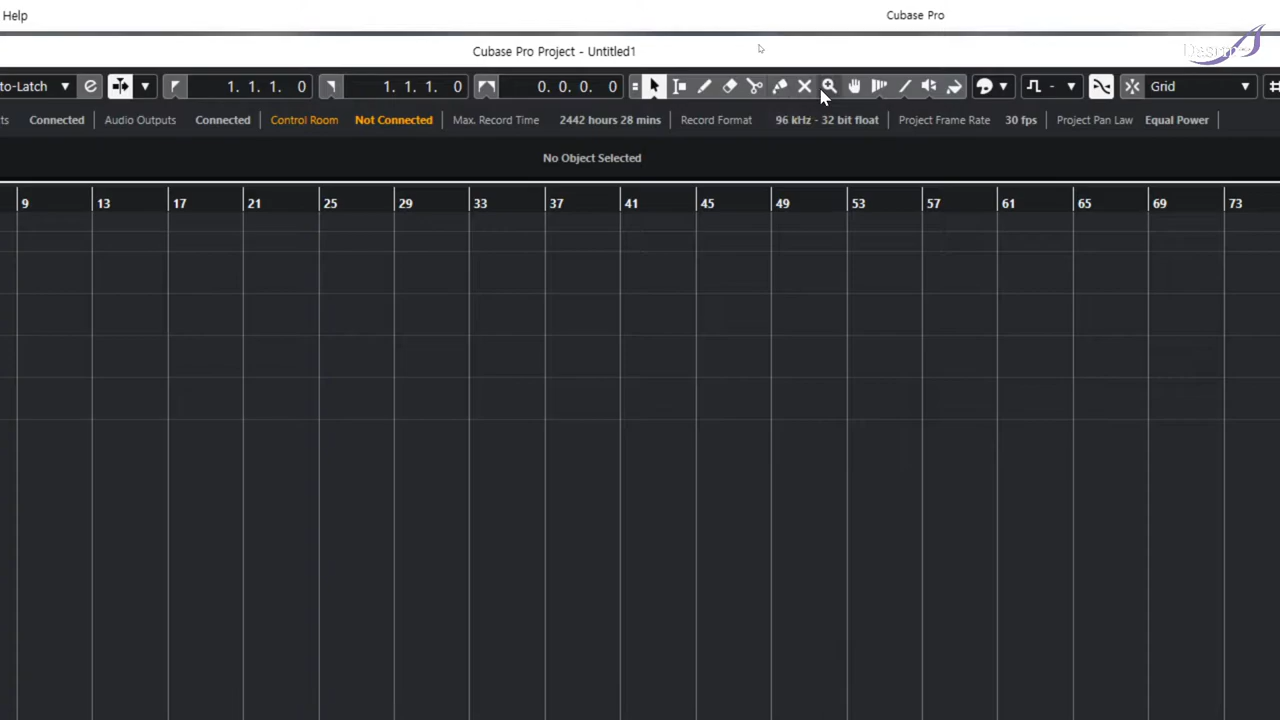 Help
Cubase Pro
Cubase Pro Project - Untitled1
to-Latch 1. 1. 1. 0 1. 1. 1. 0 0. 0. 0. 0 - Grid
ts Connected Audio Outputs Connected Control Room Not Connected Max. Record Time 2442 hours 28 mins Record Format 96 kHz - 32 bit float Project Frame Rate 30 fps Project Pan Law Equal Power
No Object Selected
9 13 17 21 25 29 33 37 41 45 49 53 57 61 65 69 73